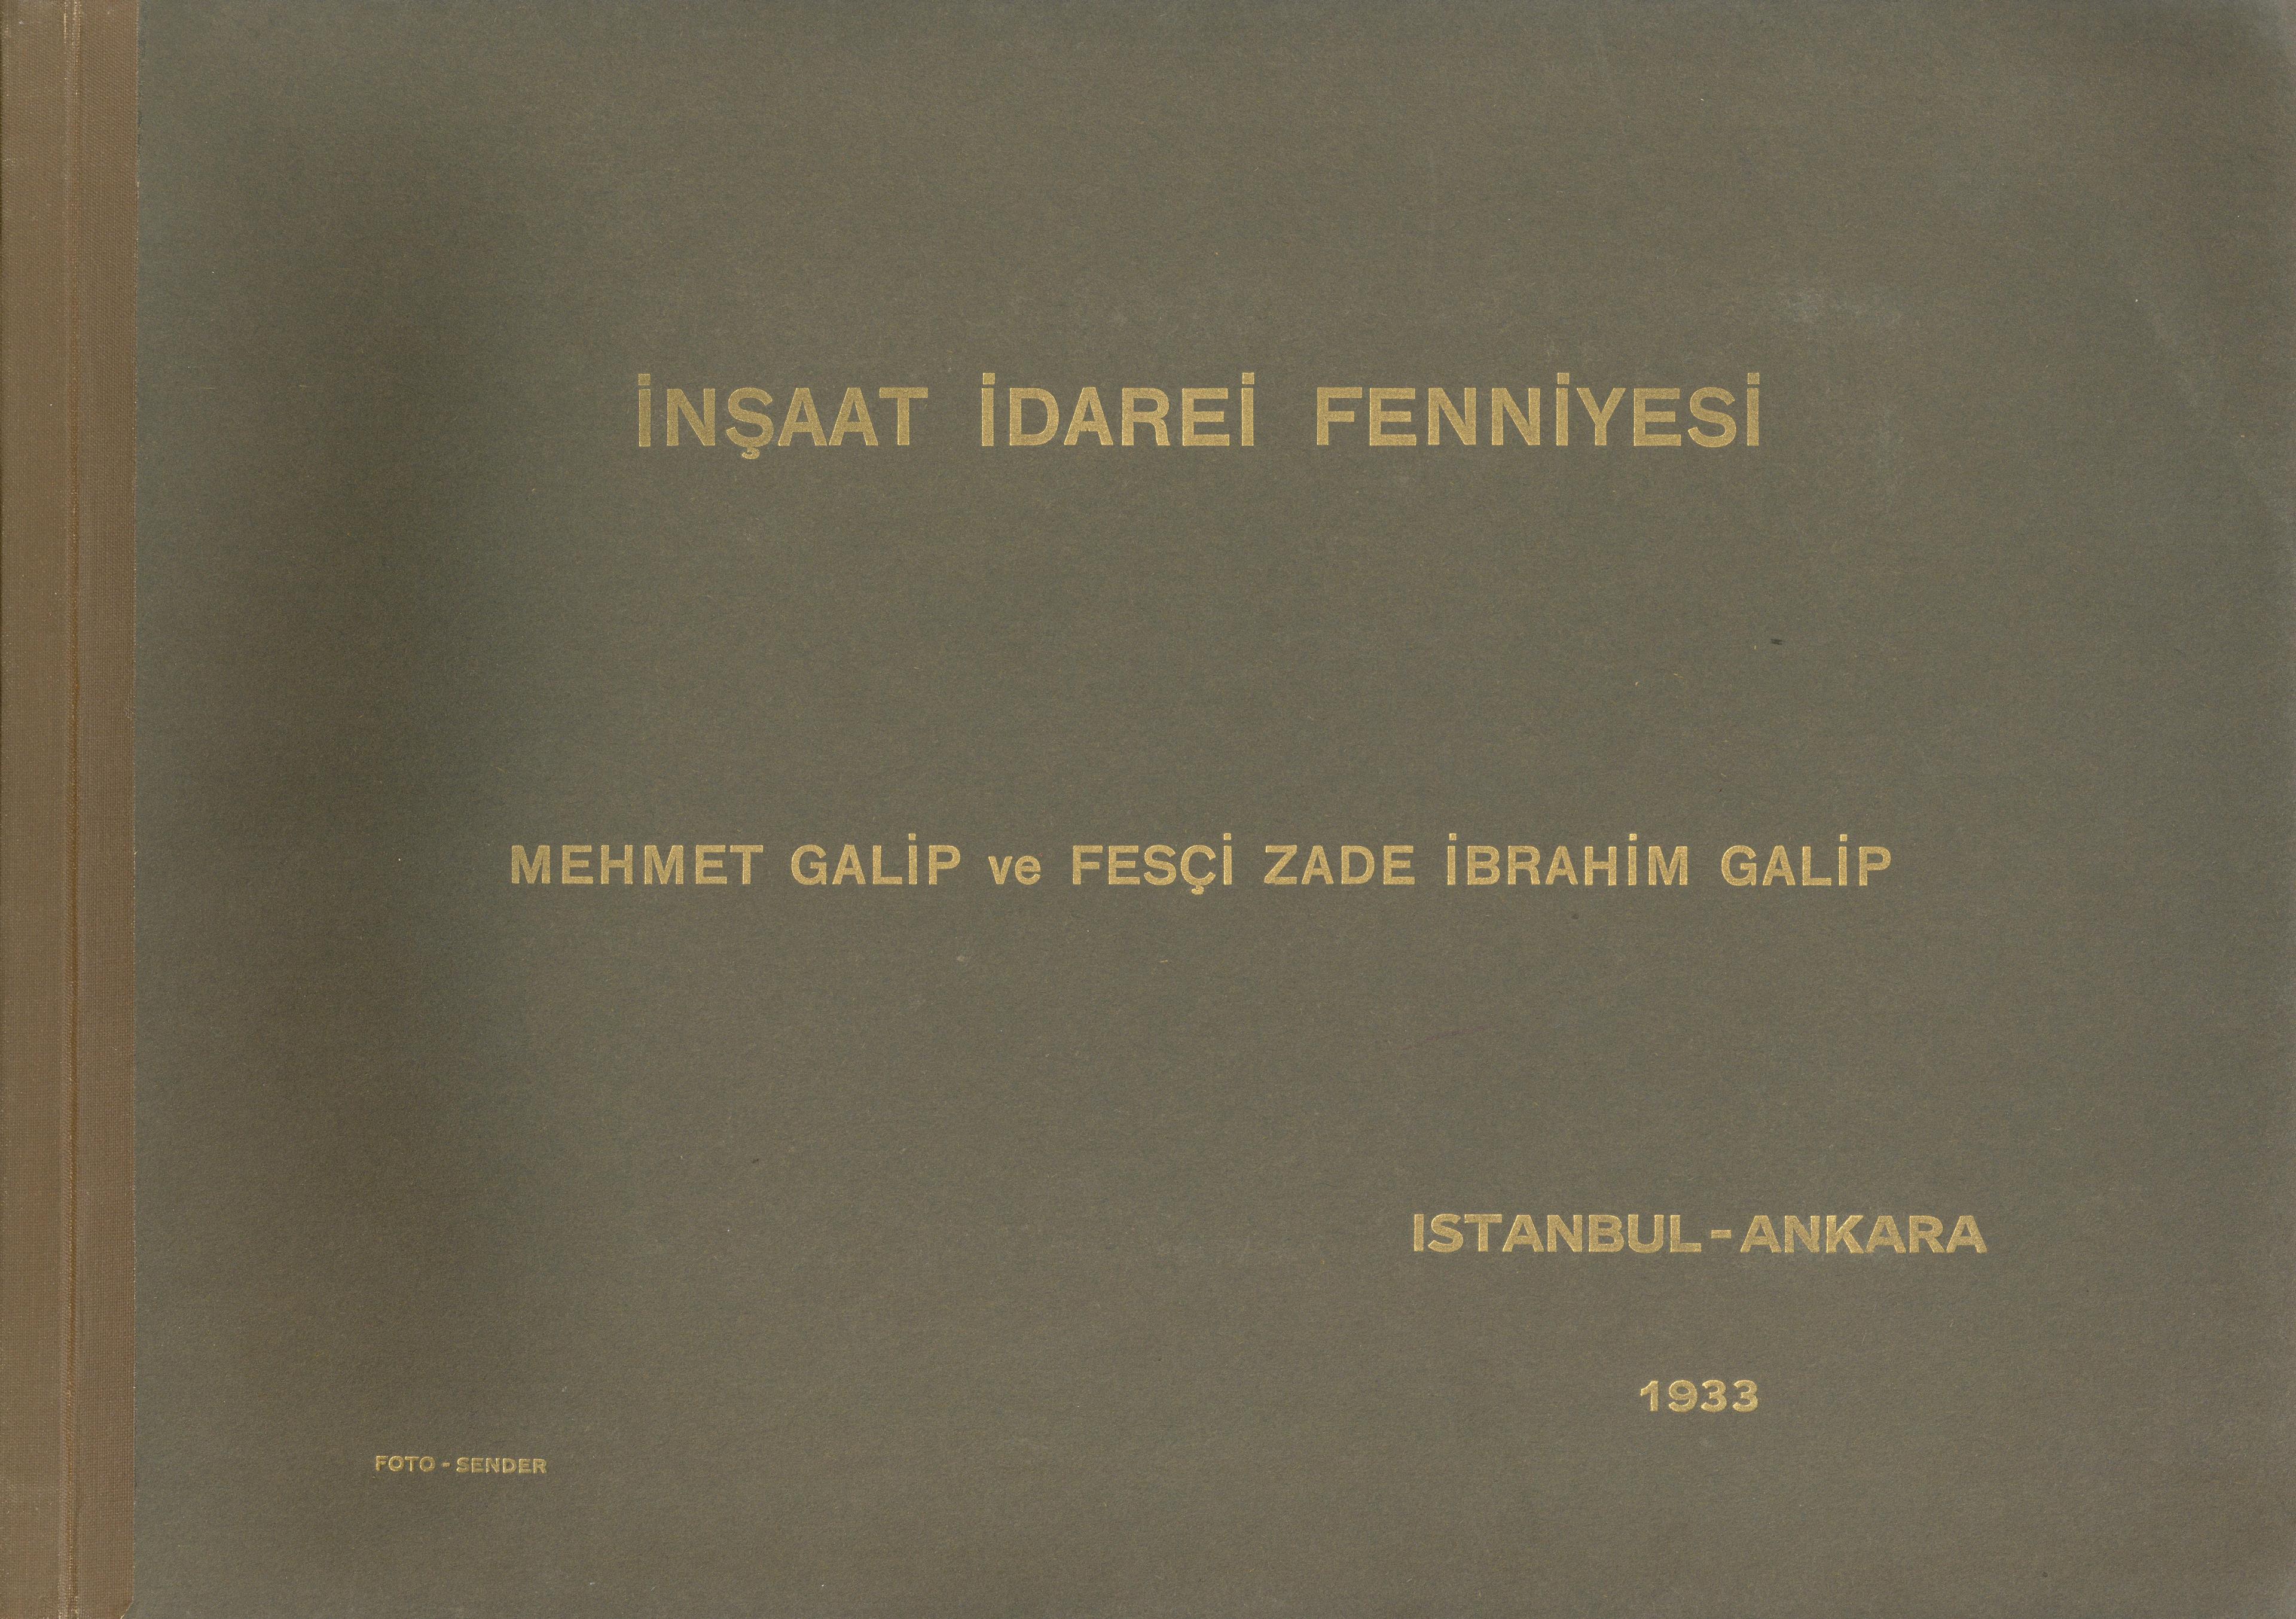 İNŞAAT İDAREİ FENNİYESİ
MEHMET GALİP ve FESÇİ ZADE İBRAHİM GALİP
ISTANBUL-ANKARA
1933
FOTO - SENDER